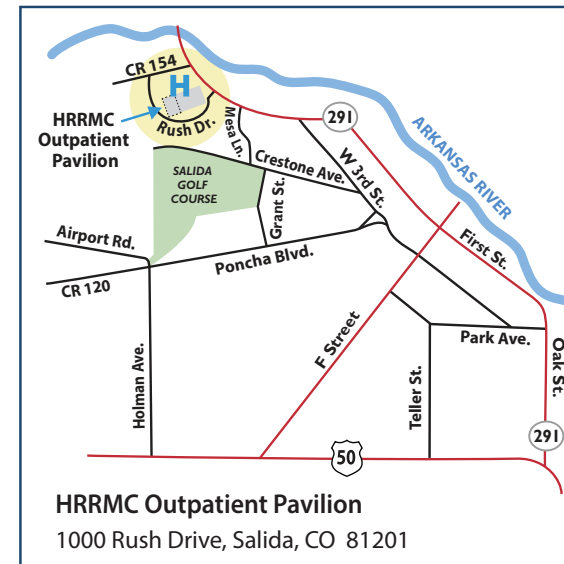 CR 154
H
HRRMC
Outpatient
Pavilion
Rush Dr.
Mesa Ln.
291
ARKANSAS RIVER
W 3rd St.
Crestone Ave.
SALIDA
GOLF
COURSE
Grant St.
Airport Rd.
Poncha Blvd.
First St.
CR 120
F Street
Park Ave.
Oak St.
Holman Ave.
Teller St.
291
50
HRRMC Outpatient Pavilion
1000 Rush Drive, Salida, CO 81201